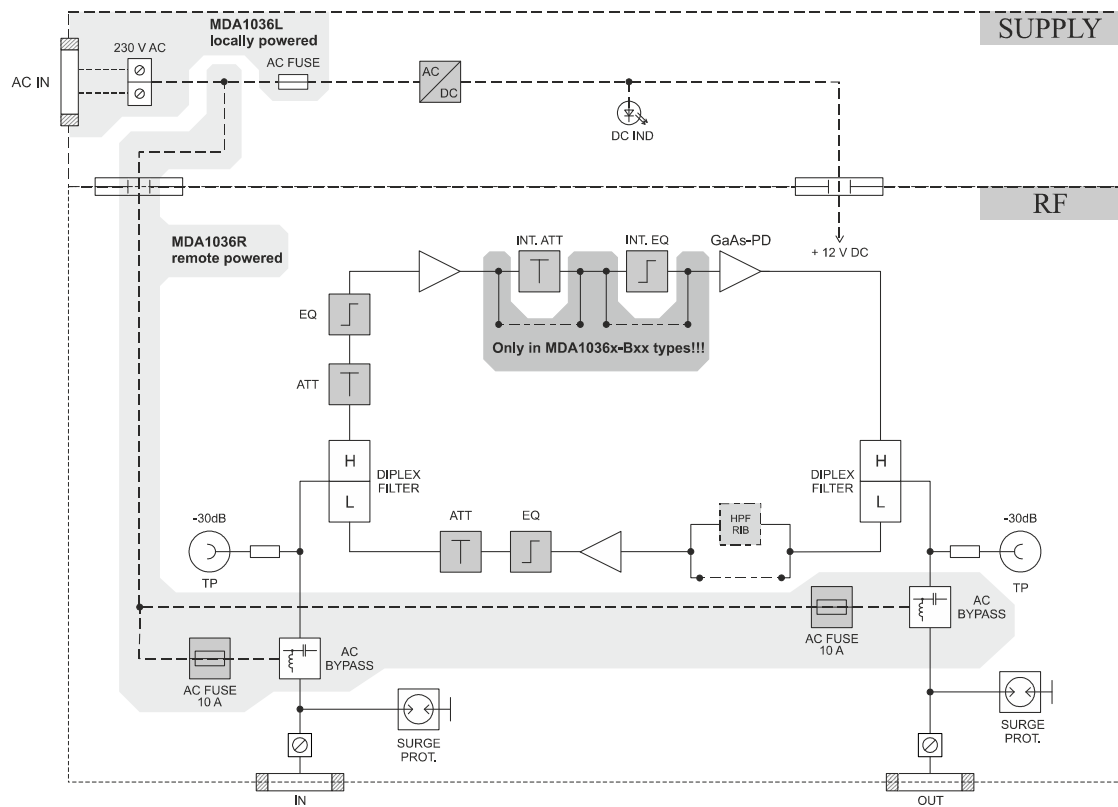 MDA1036L
locally powered
SUPPLY
230 V AC
AC FUSE
AC IN
AC
DC
DC IND
RF
MDA1036R
remote powered
INT. ATT
INT. EQ
GaAs-PD
+ 12 V DC
EQ
Only in MDA1036x-Bxx types!!!
ATT
H
L
DIPLEX
FILTER
DIPLEX
FILTER
H
L
-30dB
TP
ATT
EQ
HPF
RIB
-30dB
TP
AC FUSE
10 A
AC
BYPASS
AC FUSE
10 A
AC
BYPASS
SURGE
PROT.
SURGE
PROT.
IN
OUT